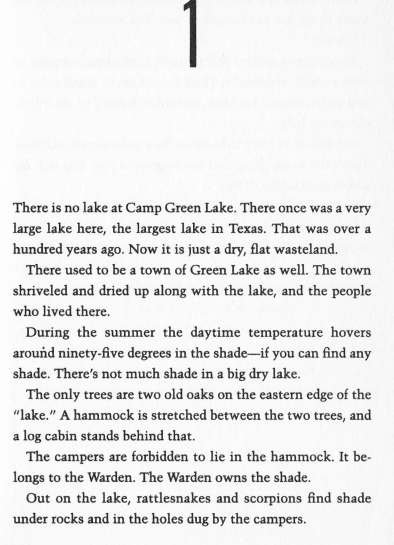 1
There is no lake at Camp Green Lake. There once was a very
large lake here, the largest lake in Texas. That was over a
hundred years ago. Now it is just a dry, flat wasteland.
There used to be a town of Green Lake as well. The town
shriveled and dried up along with the lake, and the people
who lived there.
During the summer the daytime temperature hovers
around ninety-five degrees in the shade—if you can find any
shade. There's not much shade in a big dry lake.
The only trees are two old oaks on the eastern edge of the
"lake." A hammock is stretched between the two trees, and
a log cabin stands behind that.
The campers are forbidden to lie in the hammock. It be-
longs to the Warden. The Warden owns the shade.
Out on the lake, rattlesnakes and scorpions find shade
under rocks and in the holes dug by the campers.